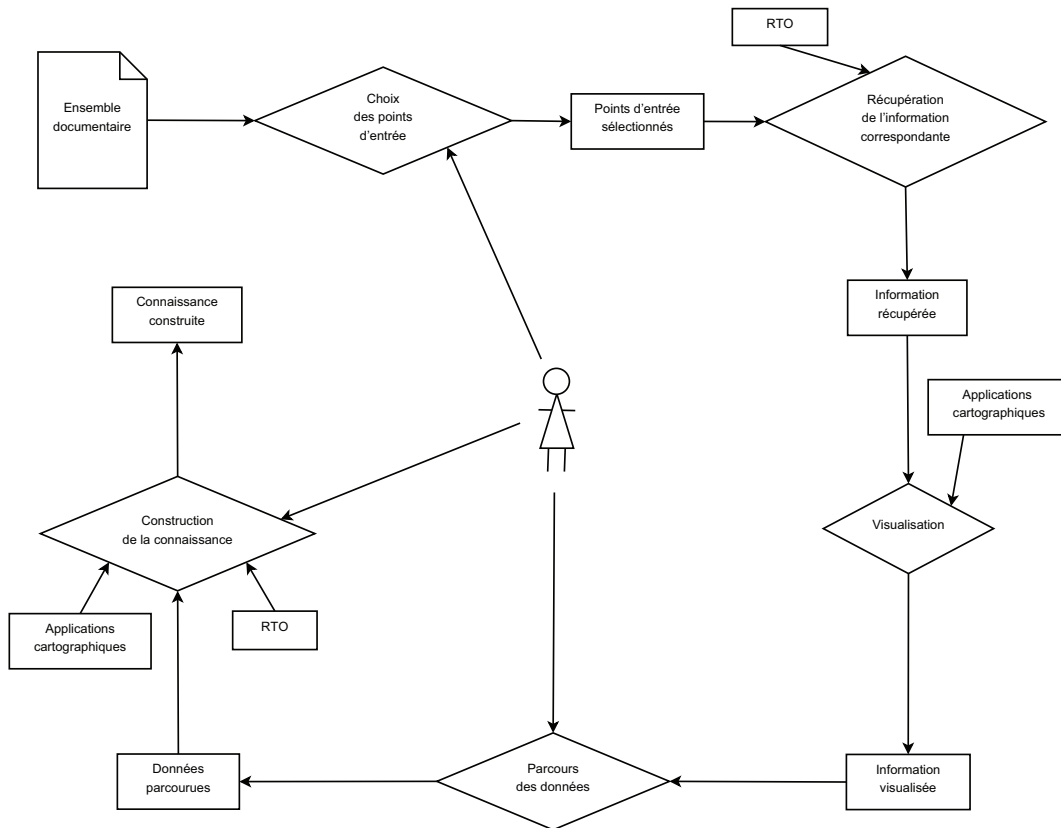 RTO
Ensemble
documentaire
Choix
des points
d'entrée
Points d'entrée
sélectionnés
Récupération
de l'information
correspondante
Connaissance
construite
Information
récupérée
Applications
cartographiques
Construction
de la connaissance
Visualisation
Applications
cartographiques
RTO
Données
parcourues
Parcours
des données
Information
visualisée